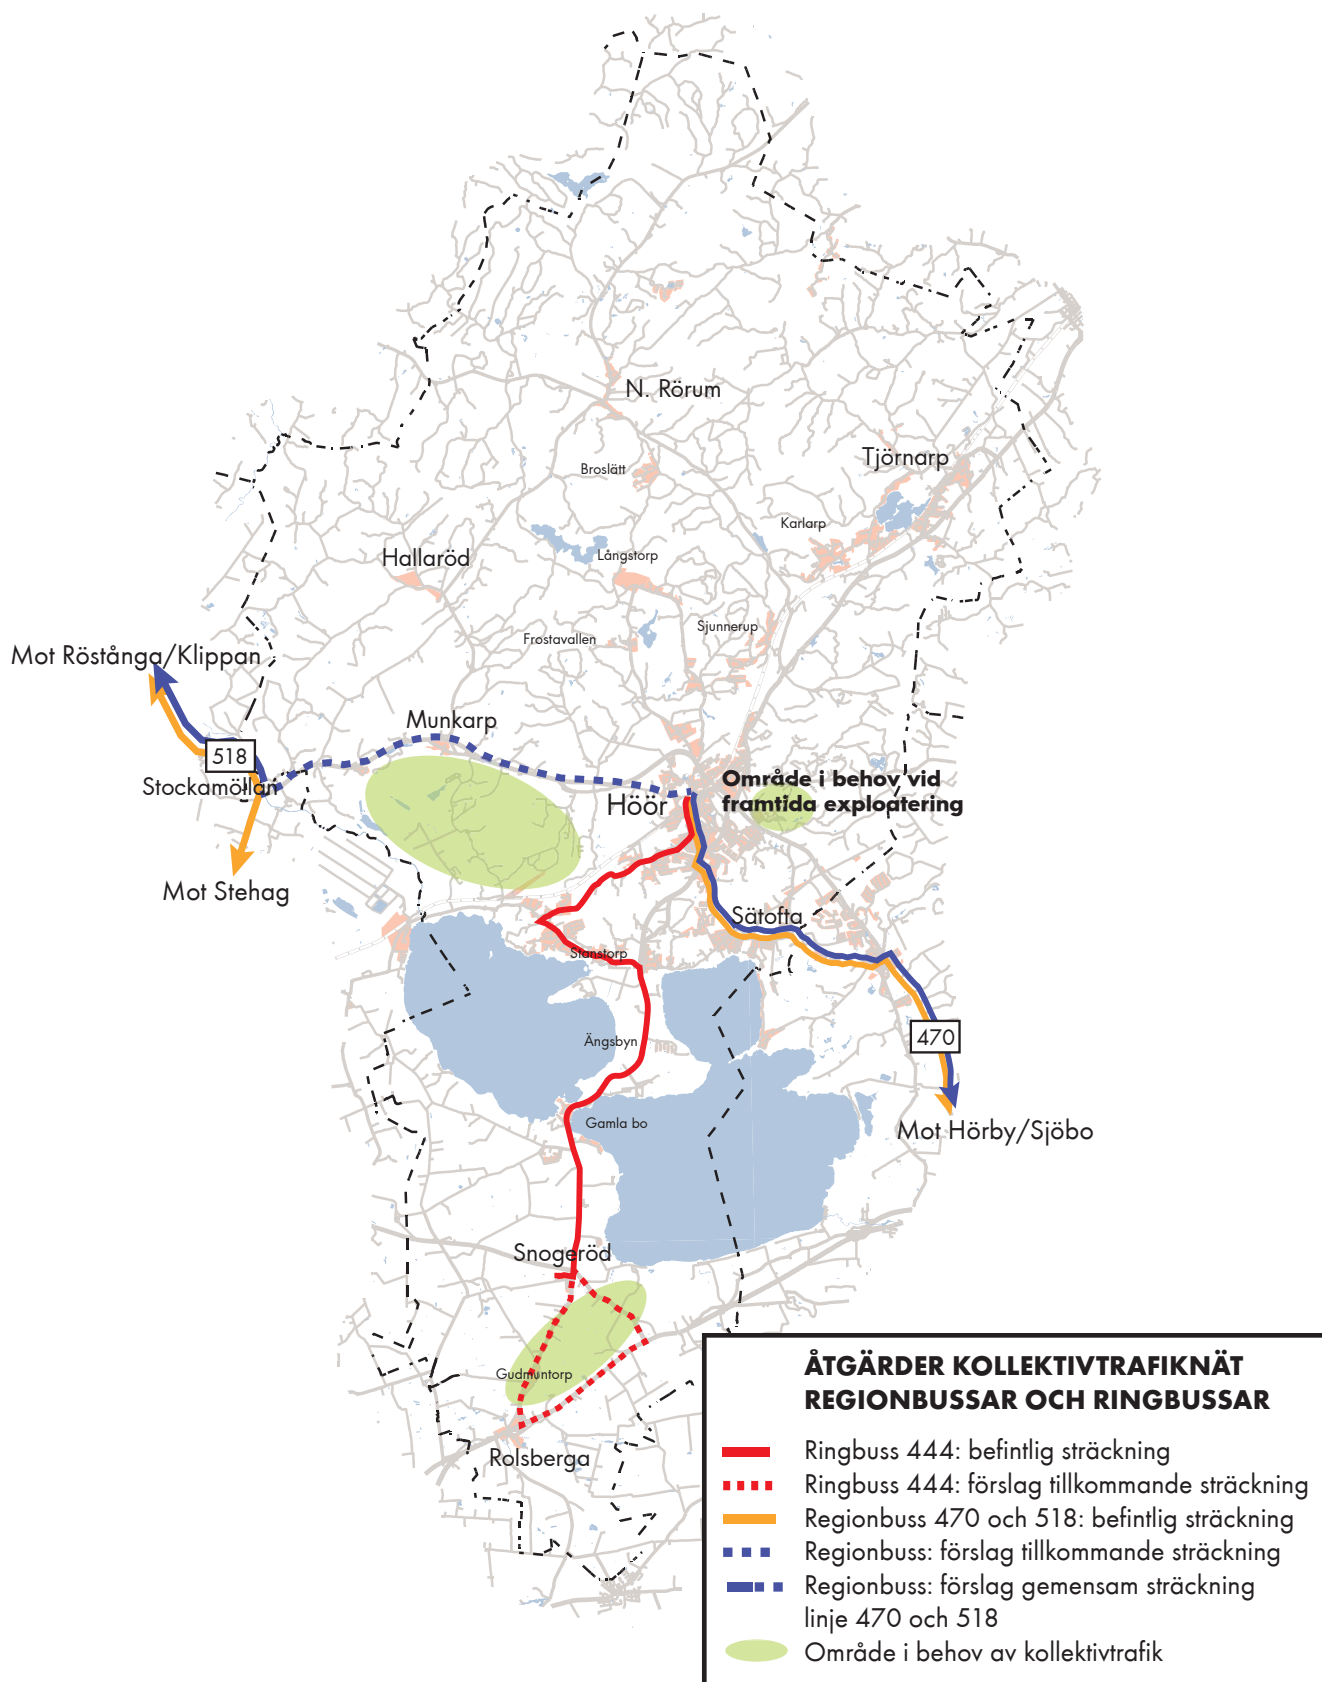 N. Rörum
Broslätt
Tjörnarp
Karlarp
Hallaröd
Långstorp
Frostavallen
Sjunnerup
Mot Röstånga/Klippan
Munkarp
518
Stockamöllan
Område i behov vid
framtida exploatering
Höör
Mot Stehag
Sätofta
Stanstorp
Ängsbyn
470
Gamla bo
Mot Hörby/Sjöbo
Snogeröd
Gudmuntorp
Rolsberga
ÅTGÄRDER KOLLEKTIVTRAFIKNÄT
REGIONBUSSAR OCH RINGBUSSAR
Ringbuss 444: befintlig sträckning
Ringbuss 444: förslag tillkommande sträckning
Regionbuss 470 och 518: befintlig sträckning
Regionbuss: förslag tillkommande sträckning
Regionbuss: förslag gemensam sträckning
linje 470 och 518
Område i behov av kollektivtrafik